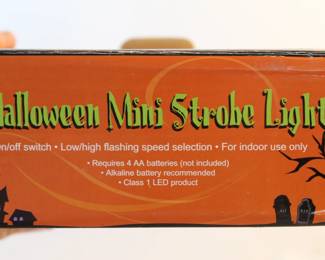 Halloween Mini Strobe Light
On/off switch • Low/high flashing speed selection • For indoor use only
• Requires 4 AA batteries (not included)
• Alkaline battery recommended
• Class 1 LED product